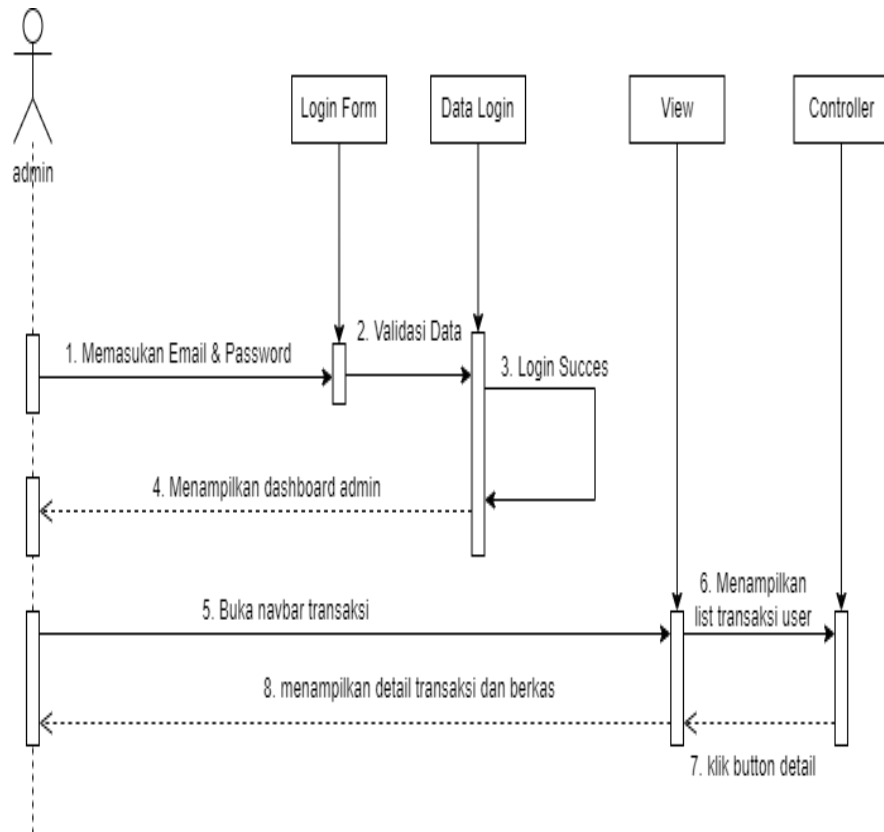 Login Form
Data Login
View
Controller
admin
1. Memasukan Email & Password
2. Validasi Data
3. Login Succes
4. Menampilkan dashboard admin
5. Buka navbar transaksi
6. Menampilkan
list transaksi user
8. menampilkan detail transaksi dan berkas
7. klik button detail